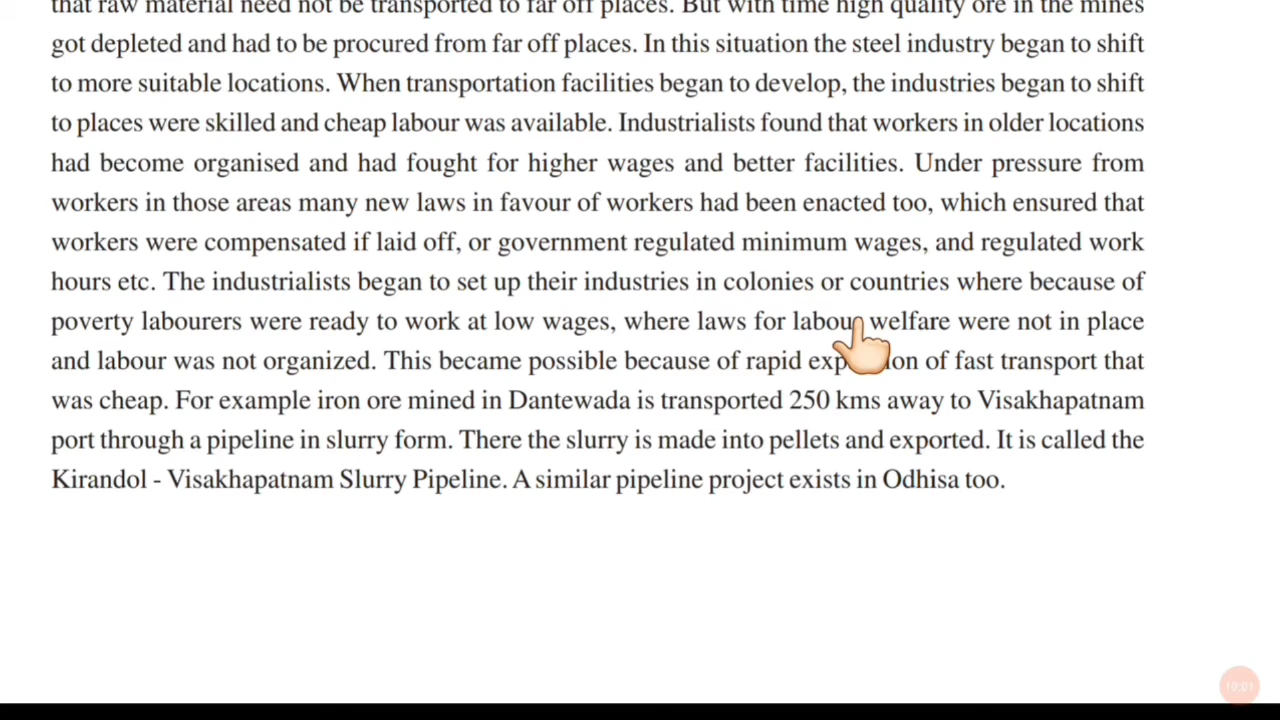 that raw material need not be transported to far off places. But with time high quality ore in the mines
got depleted and had to be procured from far off places. In this situation the steel industry began to shift
to more suitable locations. When transportation facilities began to develop, the industries began to shift
to places were skilled and cheap labour was available. Industrialists found that workers in older locations
had become organised and had fought for higher wages and better facilities. Under pressure from
workers in those areas many new laws in favour of workers had been enacted too, which ensured that
workers were compensated if laid off, or government regulated minimum wages, and regulated work
hours etc. The industrialists began to set up their industries in colonies or countries where because of
poverty labourers were ready to work at low wages, where laws for labour welfare were not in place
and labour was not organized. This became possible because of rapid expansion of fast transport that
was cheap. For example iron ore mined in Dantewada is transported 250 kms away to Visakhapatnam
port through a pipeline in slurry form. There the slurry is made into pellets and exported. It is called the
Kirandol - Visakhapatnam Slurry Pipeline. A similar pipeline project exists in Odhisa too.
10:01